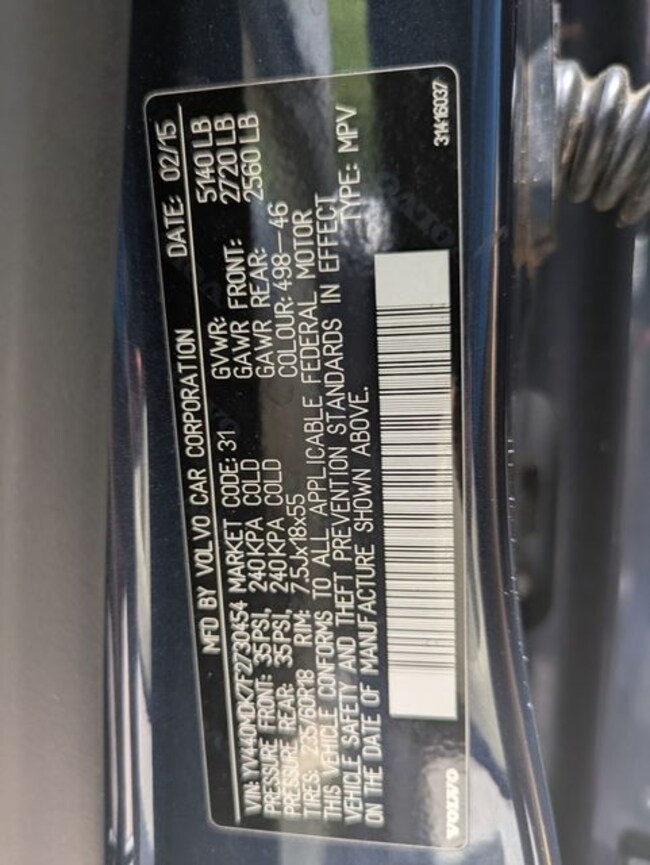 MFD BY VOLVO CAR CORPORATION DATE: 02/15
VIN: YV440MDK7F2730454 MARKET CODE: 31 GVWR: 5140 LB
PRESSURE FRONT: 35PSI, 240KPA COLD GAWR FRONT: 2720 LB
PRESSURE REAR: 35PSI, 240KPA COLD GAWR REAR: 2560 LB
TIRES: 235/60R18 RIM: 7.5Jx18x55 COLOUR: 498-46
THIS VEHICLE CONFORMS TO ALL APPLICABLE FEDERAL MOTOR
VEHICLE SAFETY AND THEFT PREVENTION STANDARDS IN EFFECT
ON THE DATE OF MANUFACTURE SHOWN ABOVE. TYPE: MPV
VOLVO 31416037